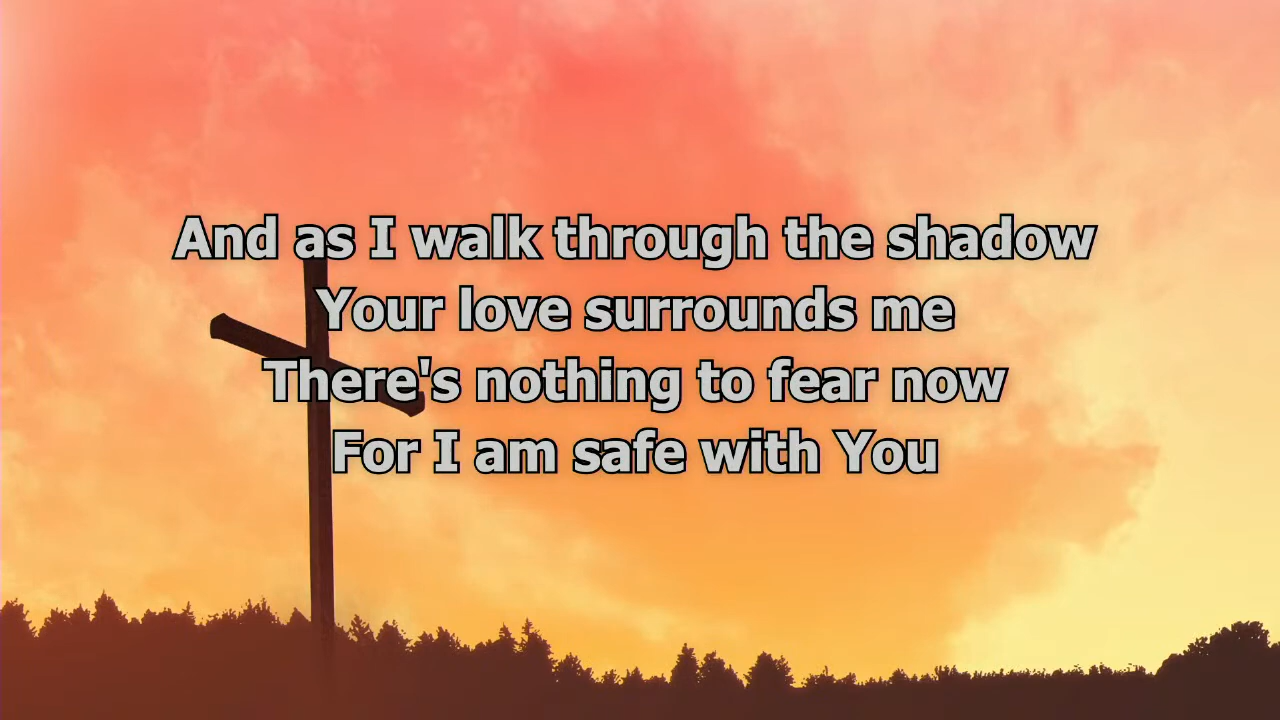 And as I walk through the shadow
Your love surrounds me
There's nothing to fear now
For I am safe with You